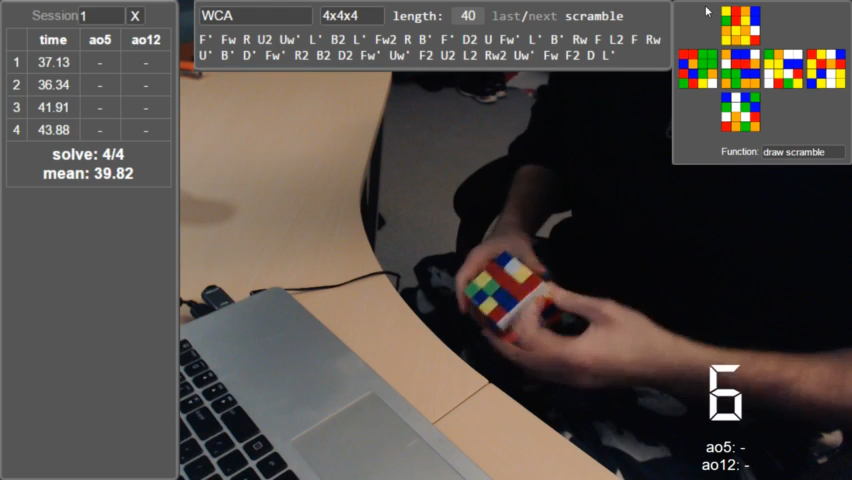 Session 1 X
time ao5 ao12
1 37.13 - -
2 36.34 - -
3 41.91 - -
4 43.88 - -
solve: 4/4
mean: 39.82
WCA 4x4x4 length: 40 last/next scramble
F' Fw R U2 Uw' L' B2 L' Fw2 R B' F' D2 U Fw' L' B' Rw F L2 F Rw
U' B' D' Fw' R2 B2 D2 Fw' Uw' F2 U2 L2 Rw2 Uw' Fw F2 D L'
Function: draw scramble
6
ao5: -
ao12: -